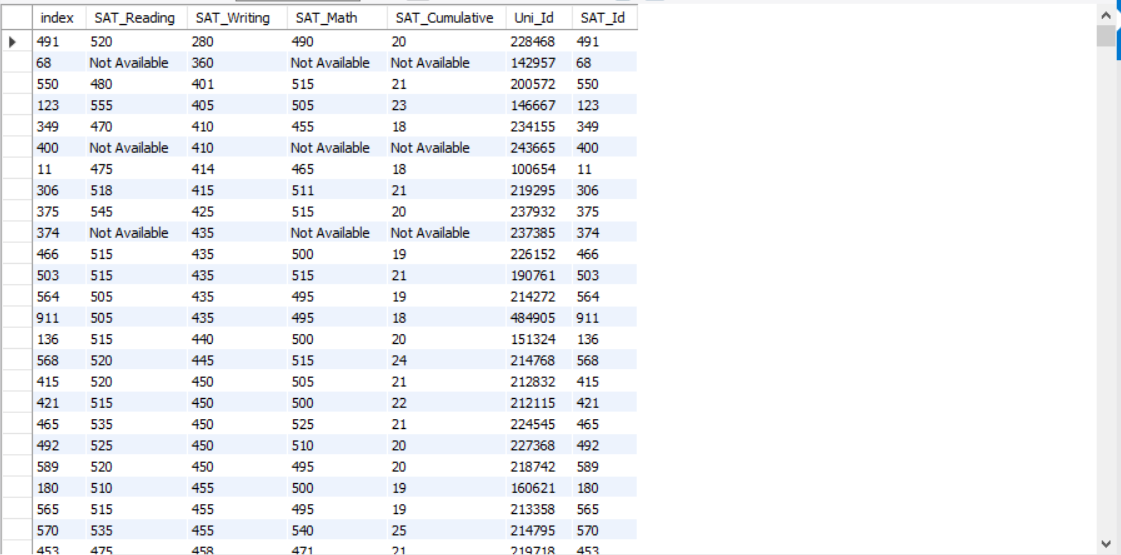 index SAT_Reading SAT_Writing SAT_Math SAT_Cumulative Uni_Id SAT_Id
491 520 280 490 20 228468 491
68 Not Available 360 Not Available Not Available 142957 68
550 480 401 515 21 200572 550
123 555 405 505 23 146667 123
349 470 410 455 18 234155 349
400 Not Available 410 Not Available Not Available 243665 400
11 475 414 465 18 100654 11
306 518 415 511 21 219295 306
375 545 425 515 20 237932 375
374 Not Available 435 Not Available Not Available 237385 374
466 515 435 500 19 226152 466
503 515 435 515 21 190761 503
564 505 435 495 19 214272 564
911 505 435 495 18 484905 911
136 515 440 500 20 151324 136
568 520 445 515 24 214768 568
415 520 450 505 21 212832 415
421 515 450 500 22 212115 421
465 535 450 525 21 224545 465
492 525 450 510 20 227368 492
589 520 450 495 20 218742 589
180 510 455 500 19 160621 180
565 515 455 495 19 213358 565
570 535 455 540 25 214795 570
453 475 458 471 21 219718 453